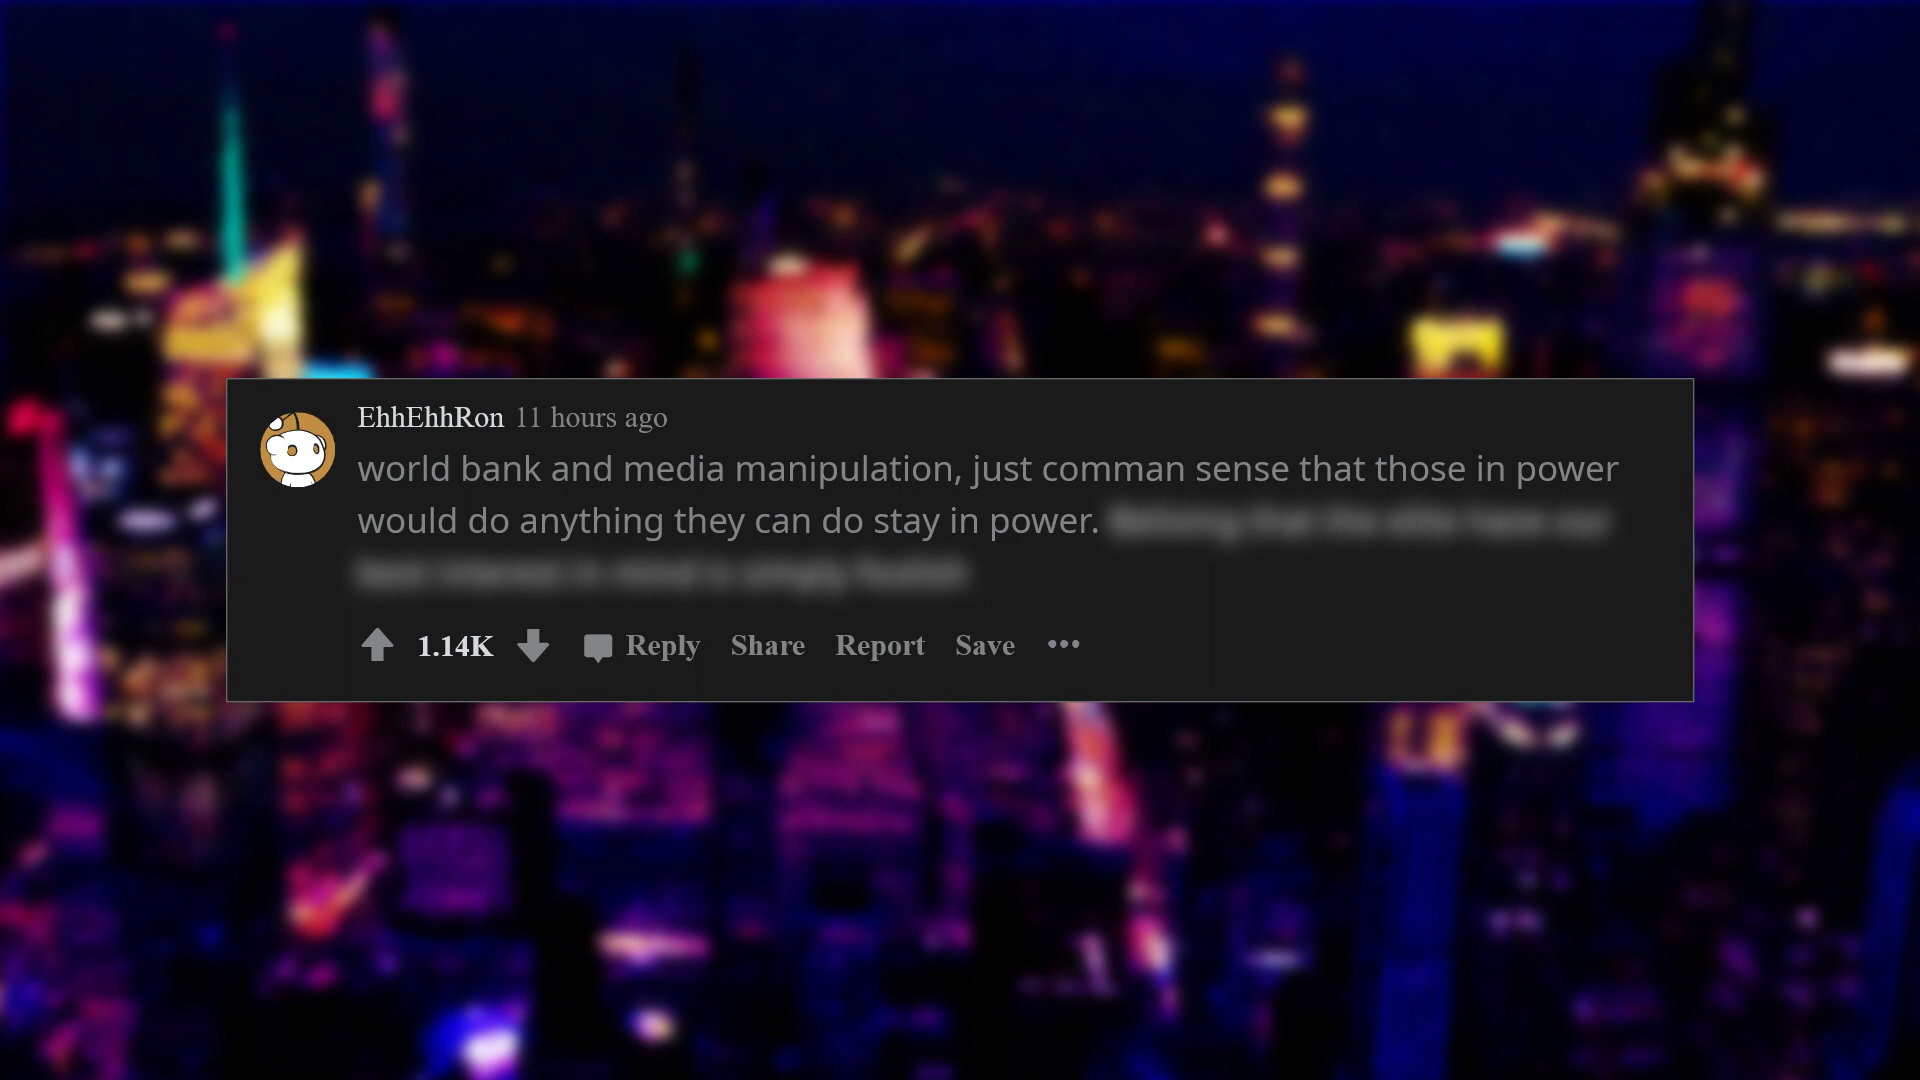 EhhEhhRon 11 hours ago
world bank and media manipulation, just comman sense that those in power
would do anything they can do stay in power.
1.14K Reply Share Report Save •••